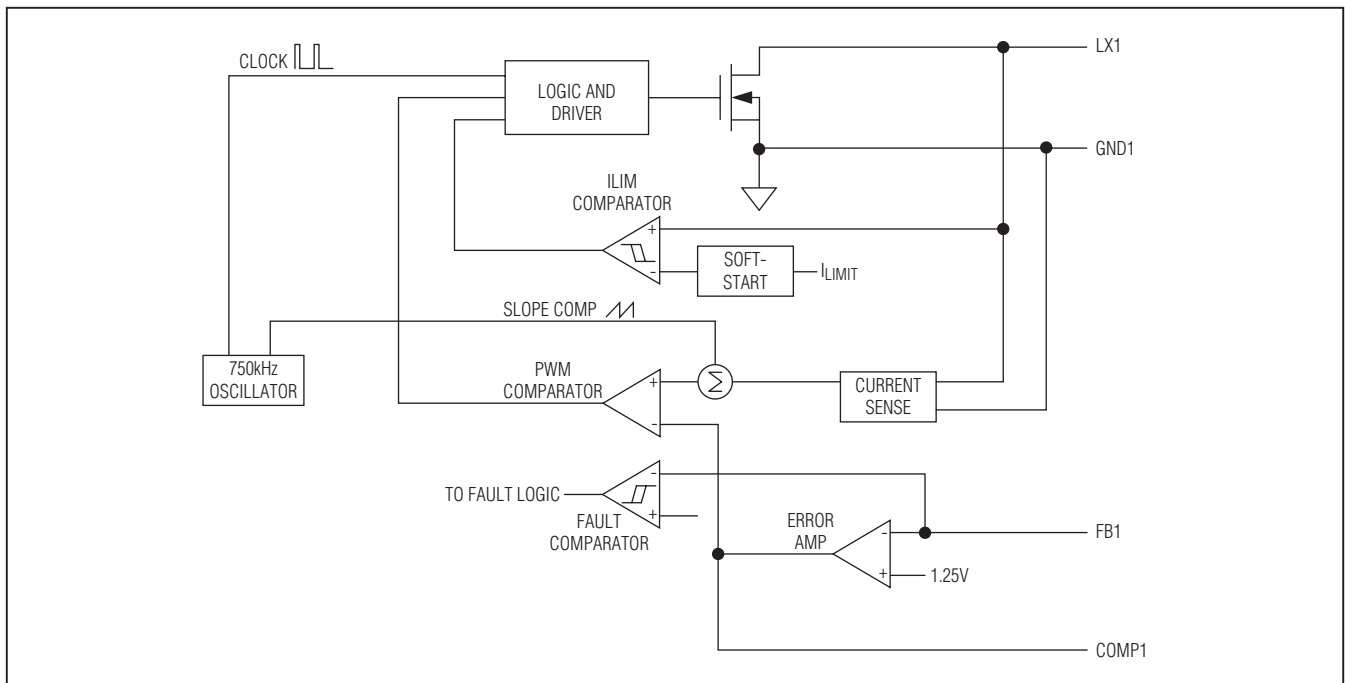 CLOCK
LOGIC AND
DRIVER
LX1
GND1
ILIM
COMPARATOR
+
-
SOFT-
START
ILIMIT
SLOPE COMP
750kHz
OSCILLATOR
PWM
COMPARATOR
+
-
Σ
CURRENT
SENSE
TO FAULT LOGIC
-
+
FAULT
COMPARATOR
ERROR
AMP
-
+
1.25V
FB1
COMP1